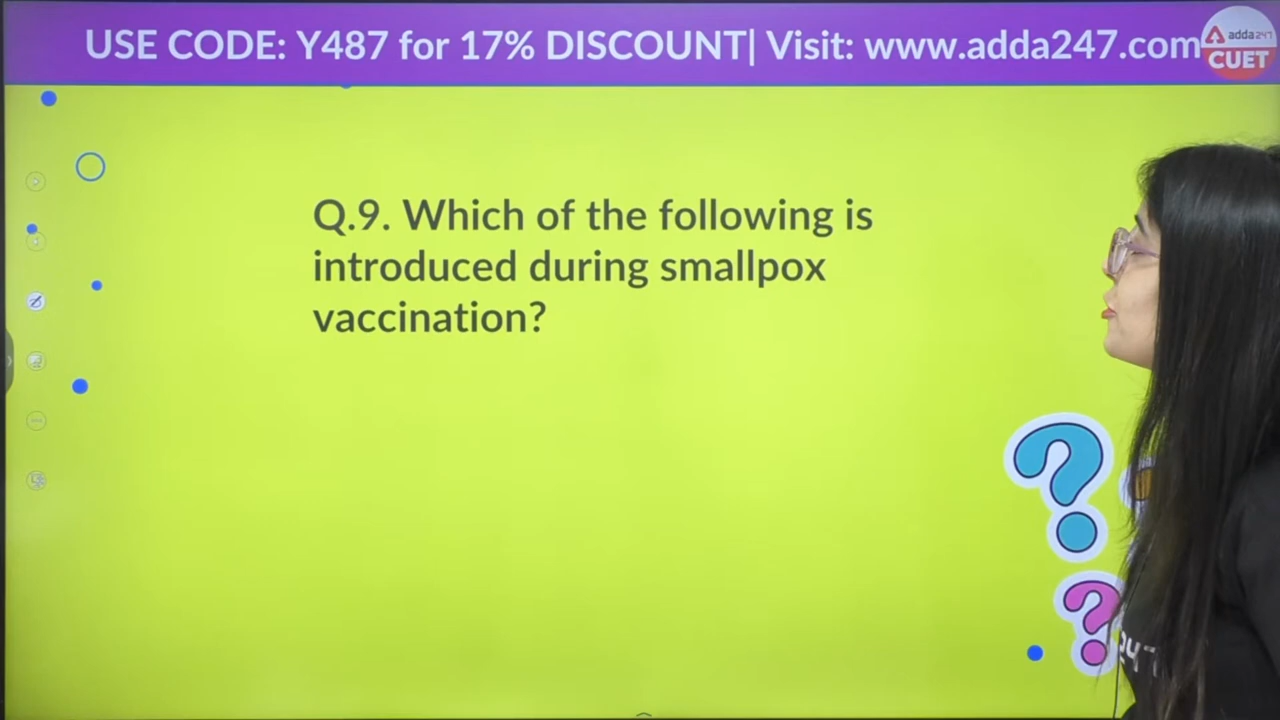 USE CODE: Y487 for 17% DISCOUNT| Visit: www.adda247.com
adda247
CUET
Q.9. Which of the following is
introduced during smallpox
vaccination?